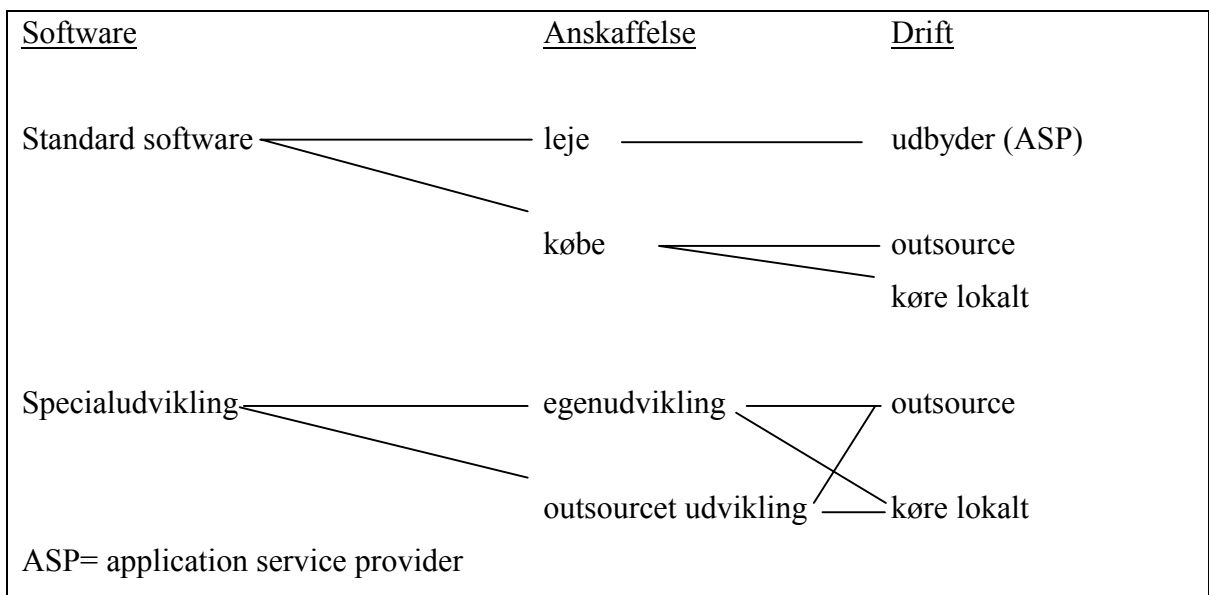 Software Anskaffelse Drift
Standard software leje udbyder (ASP)
købe outsource
køre lokalt
Specialudvikling egenudvikling outsource
outsourcet udvikling køre lokalt
ASP= application service provider